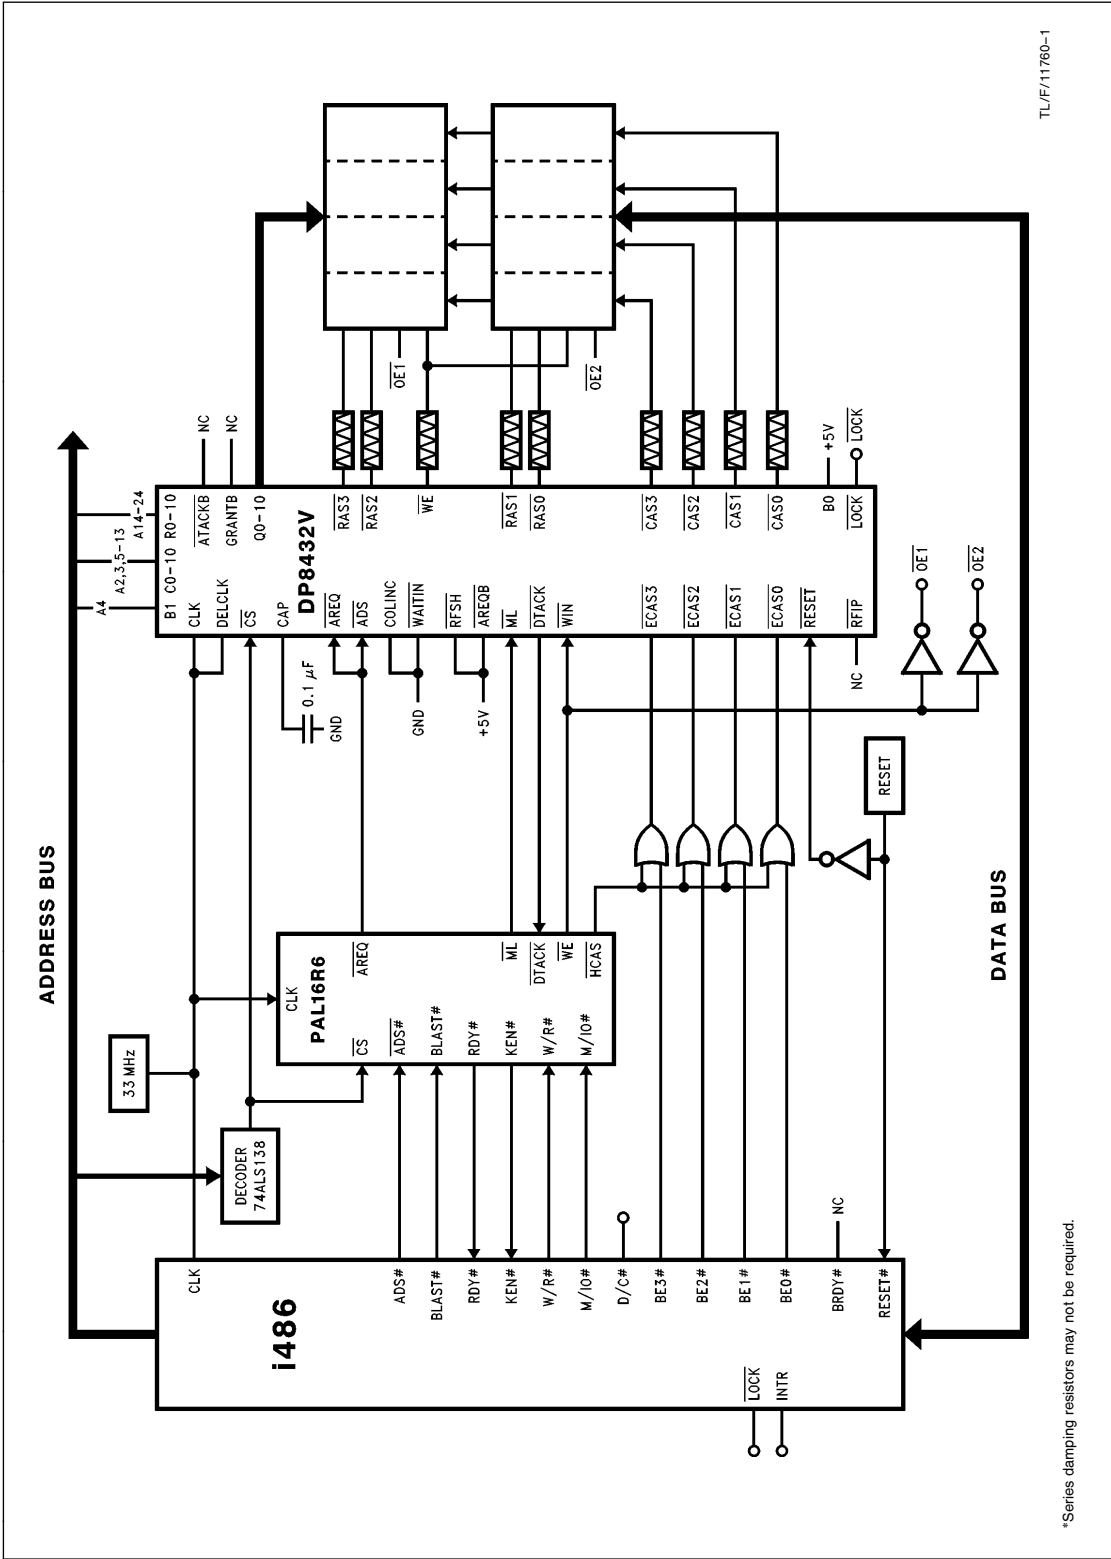 ADDRESS BUS
i486
CLK
ADS#
BLAST#
RDY#
KEN#
W/R#
M/IO#
D/C#
BE3#
BE2#
BE1#
BE0#
BRDY#
NC
RESET#
LOCK
INTR
DECODER
74ALS138
33 MHz
PAL16R6
CLK
CS
ADS#
BLAST#
RDY#
KEN#
W/R#
M/IO#
AREQ
ML
DTACK
WE
HCAS
0.1 μF
GND
GND
+5V
RESET
NC
A4
A2,3,5-13
A14-24
DP8432V
B1 C0-10 R0-10
CLK
DELCLK
CS
CAP
AREQ
ADS
COLINC
WAITIN
RFSH
AREQB
ML
DTACK
WIN
ECAS3
ECAS2
ECAS1
ECAS0
RESET
RFIP
ATACKB
GRANTB
Q0-10
RAS3
RAS2
WE
RAS1
RAS0
CAS3
CAS2
CAS1
CAS0
B0
LOCK
NC
NC
+5V
LOCK
OE1
OE2
OE1
OE2
DATA BUS
TL/F/11760-1
*Series damping resistors may not be required.